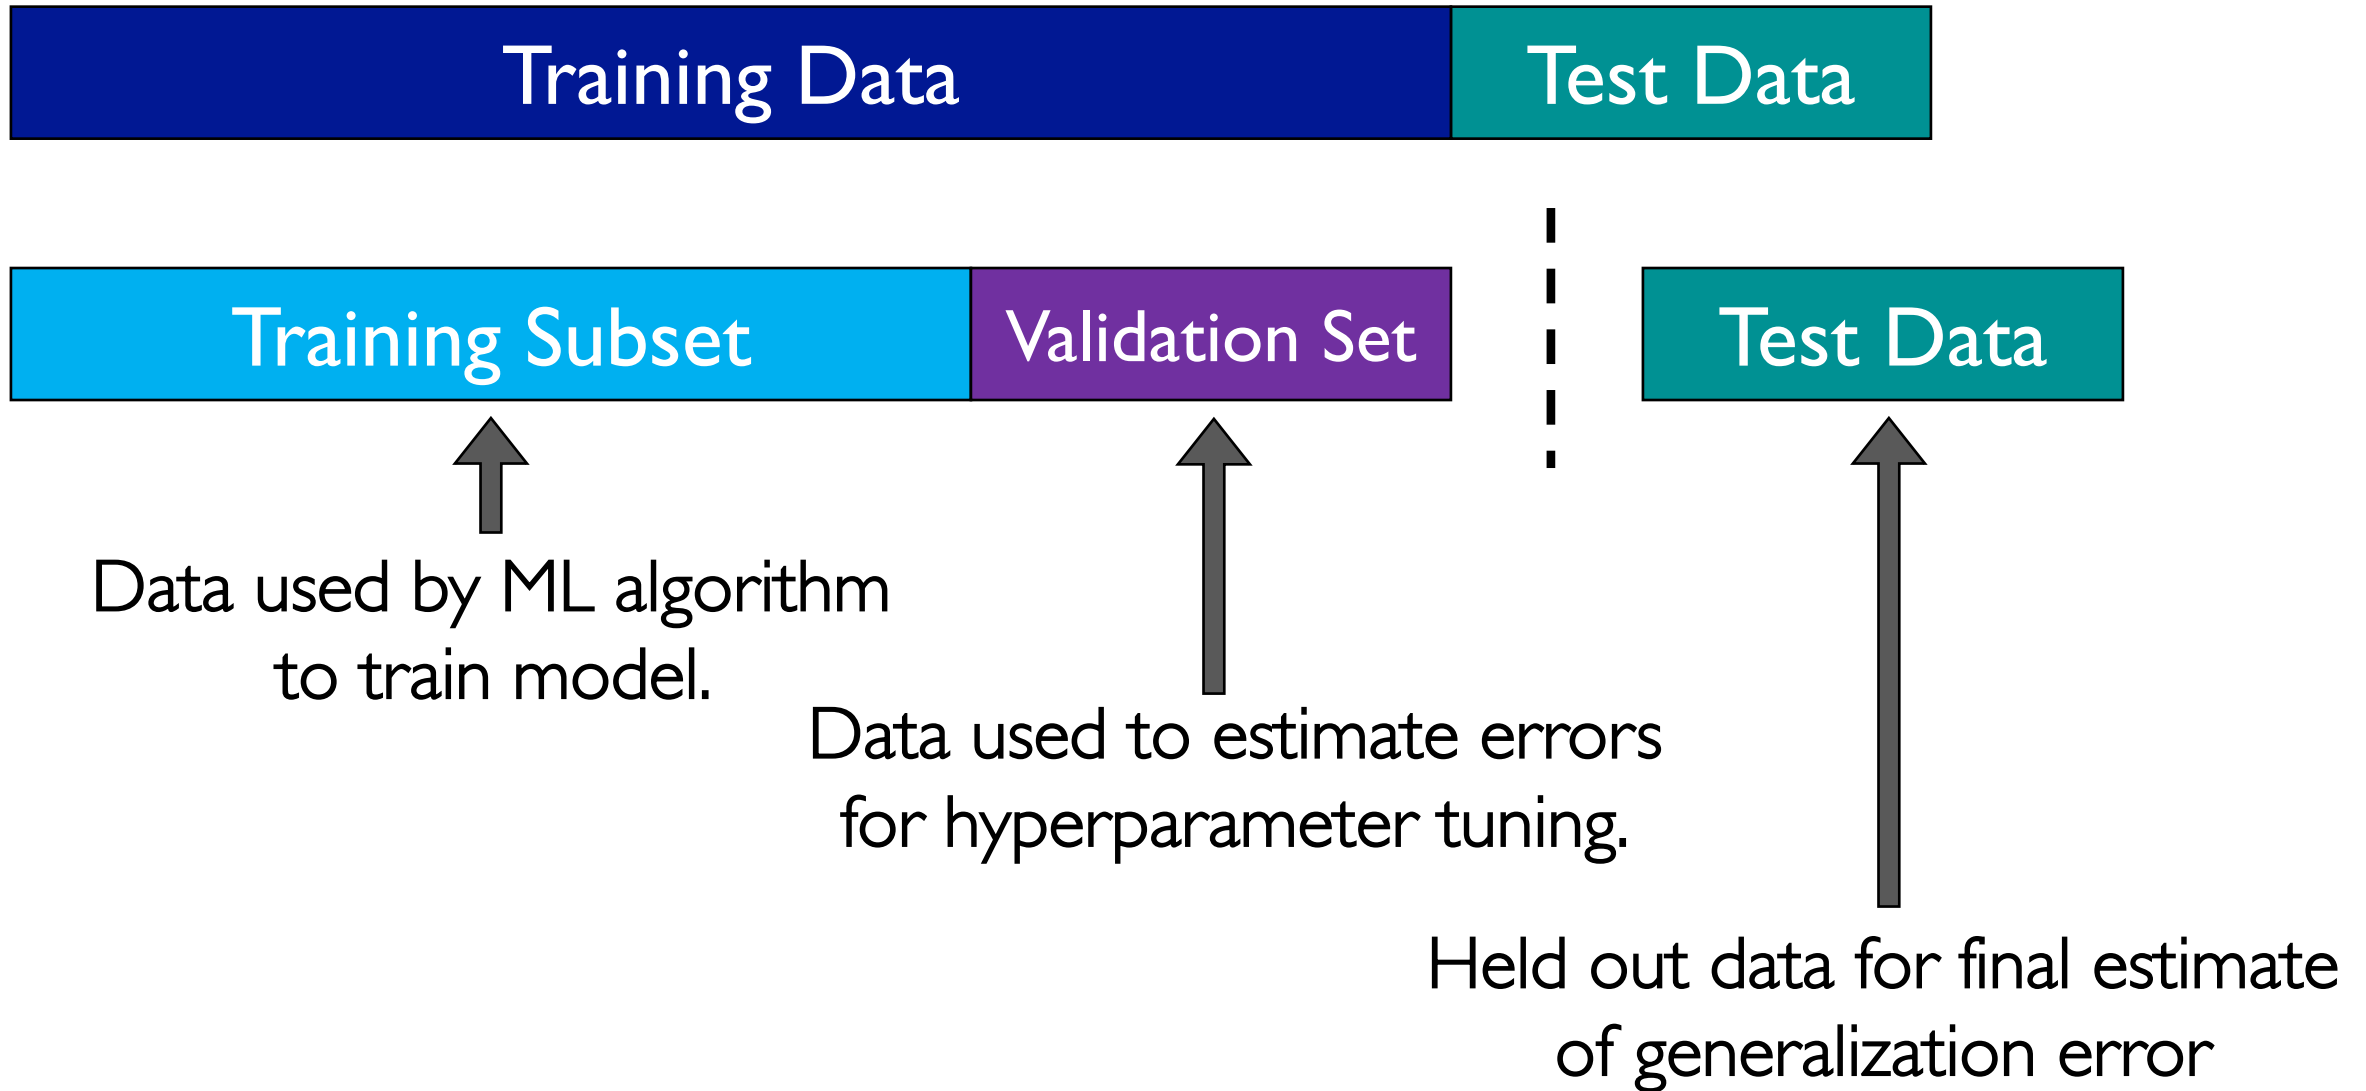 Training Data
Test Data
Training Subset
Validation Set
Test Data
Data used by ML algorithm
to train model.
Data used to estimate errors
for hyperparameter tuning.
Held out data for final estimate
of generalization error